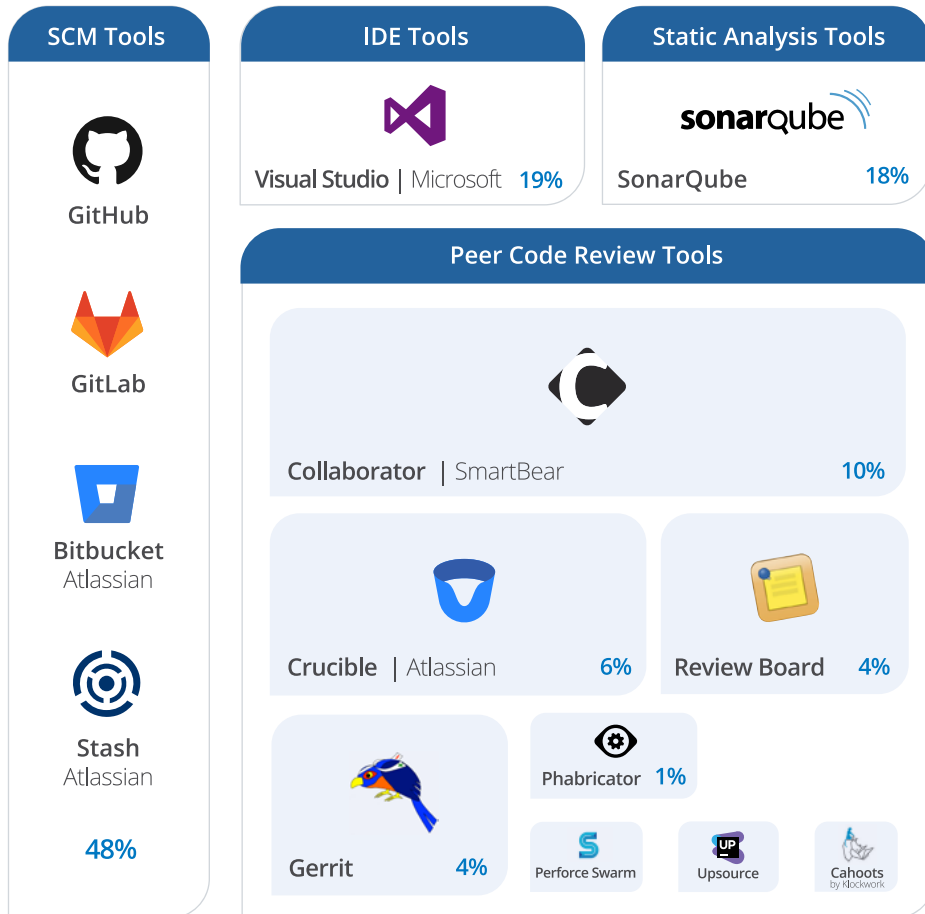 SCM Tools
GitHub
GitLab
Bitbucket
Atlassian
Stash
Atlassian
48%
IDE Tools
Visual Studio | Microsoft 19%
Static Analysis Tools
sonarqube
SonarQube 18%
Peer Code Review Tools
C
Collaborator | SmartBear 10%
Crucible | Atlassian 6%
Review Board 4%
Gerrit 4%
Phabricator 1%
Perforce Swarm
UP
Upsource
Cahoots
by Klockwork